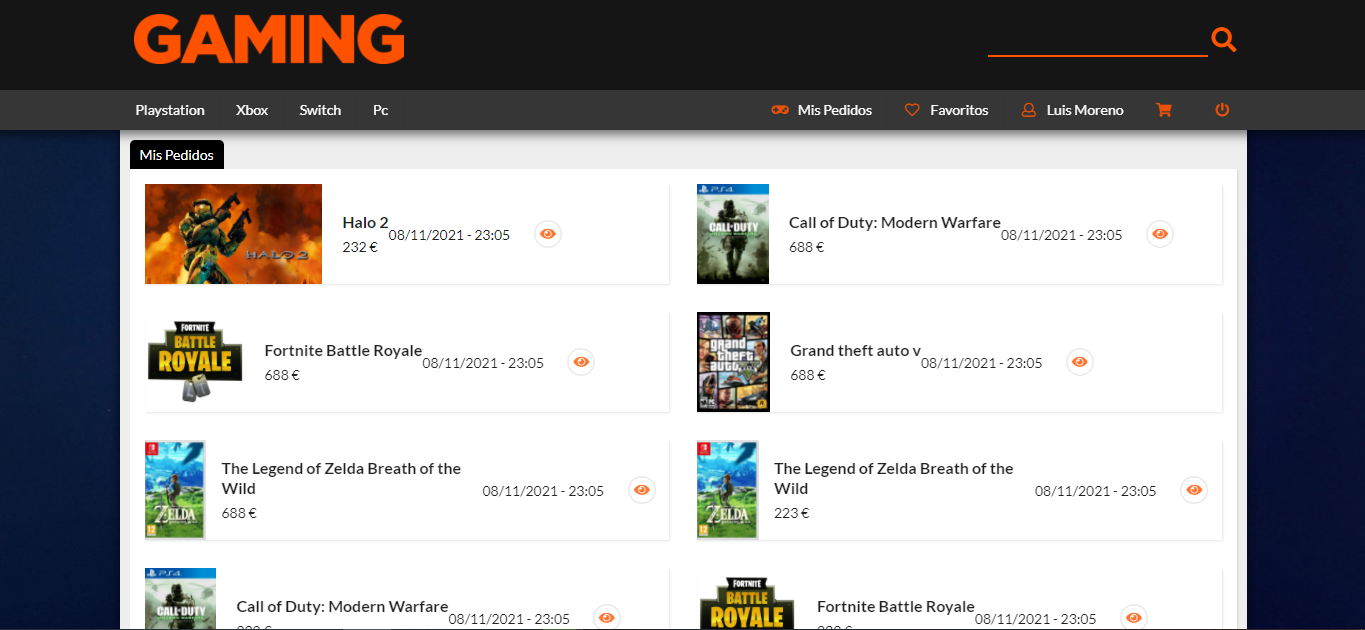 GAMING
Playstation
Xbox
Switch
Pc
Mis Pedidos
Favoritos
Luis Moreno
Mis Pedidos
HALO 2
Halo 2
232 €
08/11/2021 - 23:05
PS4
CALL OF DUTY
Call of Duty: Modern Warfare
688 €
08/11/2021 - 23:05
FORTNITE
BATTLE
ROYALE
Fortnite Battle Royale
688 €
08/11/2021 - 23:05
grand
theft
auto V
Grand theft auto v
688 €
08/11/2021 - 23:05
ZELDA
12
The Legend of Zelda Breath of the
Wild
688 €
08/11/2021 - 23:05
ZELDA
12
The Legend of Zelda Breath of the
Wild
223 €
08/11/2021 - 23:05
PS4
CALL OF DUTY
Call of Duty: Modern Warfare
08/11/2021 - 23:05
FORTNITE
BATTLE
ROYALE
Fortnite Battle Royale
08/11/2021 - 23:05